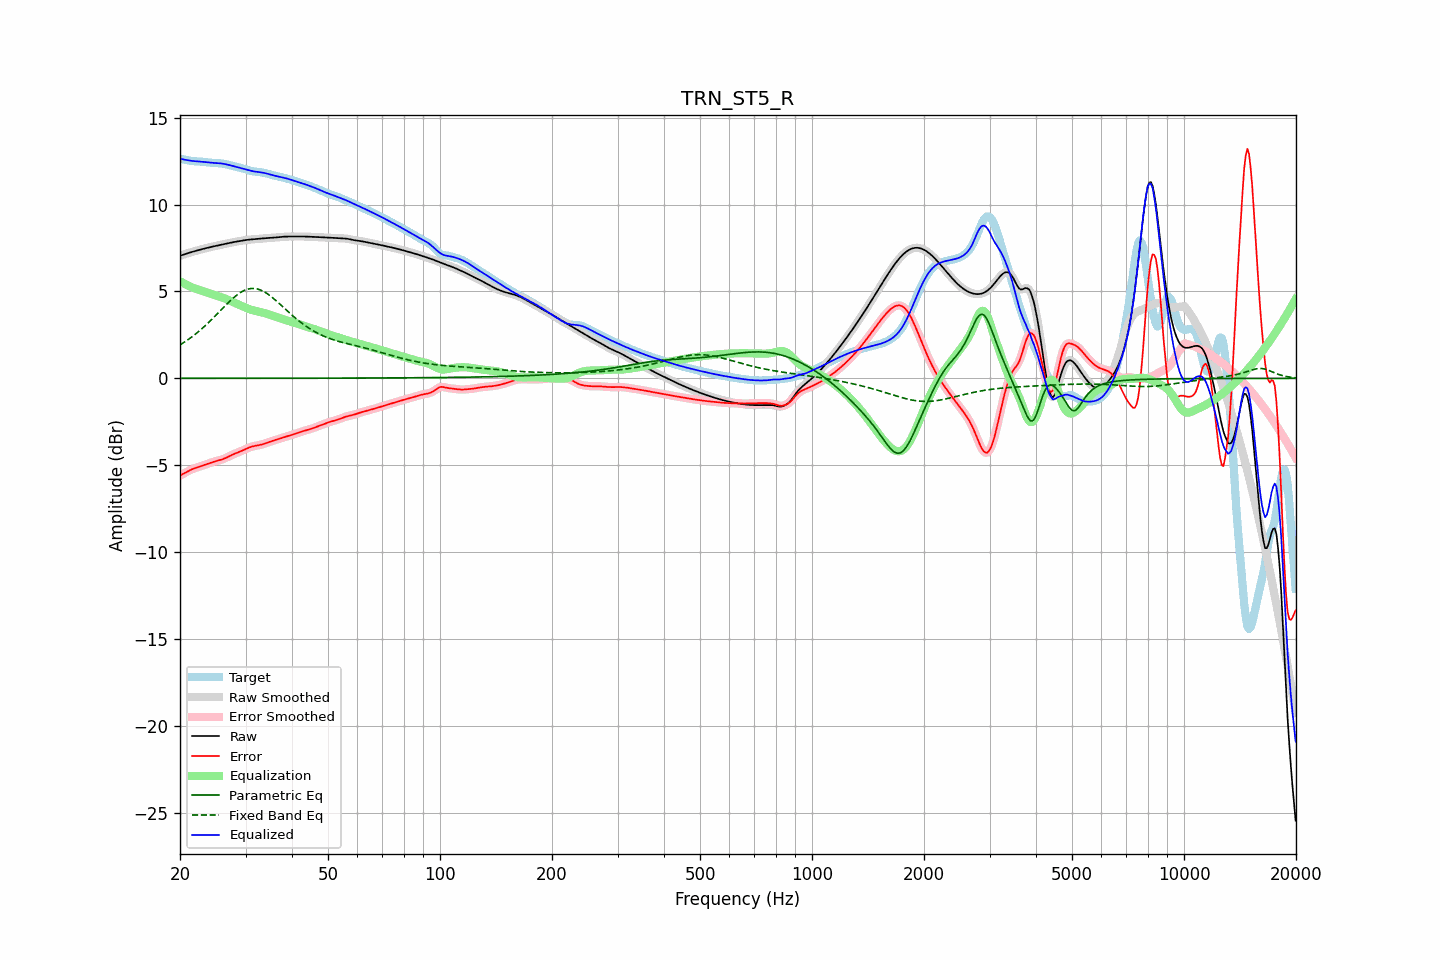 TRN_ST5_R
15
10
5
0
−5
−10
−15
−20
−25
Amplitude (dBr)
Target
Raw Smoothed
Error Smoothed
Raw
Error
Equalization
Parametric Eq
Fixed Band Eq
Equalized
20 50 100 200 500 1000 2000 5000 10000 20000
Frequency (Hz)